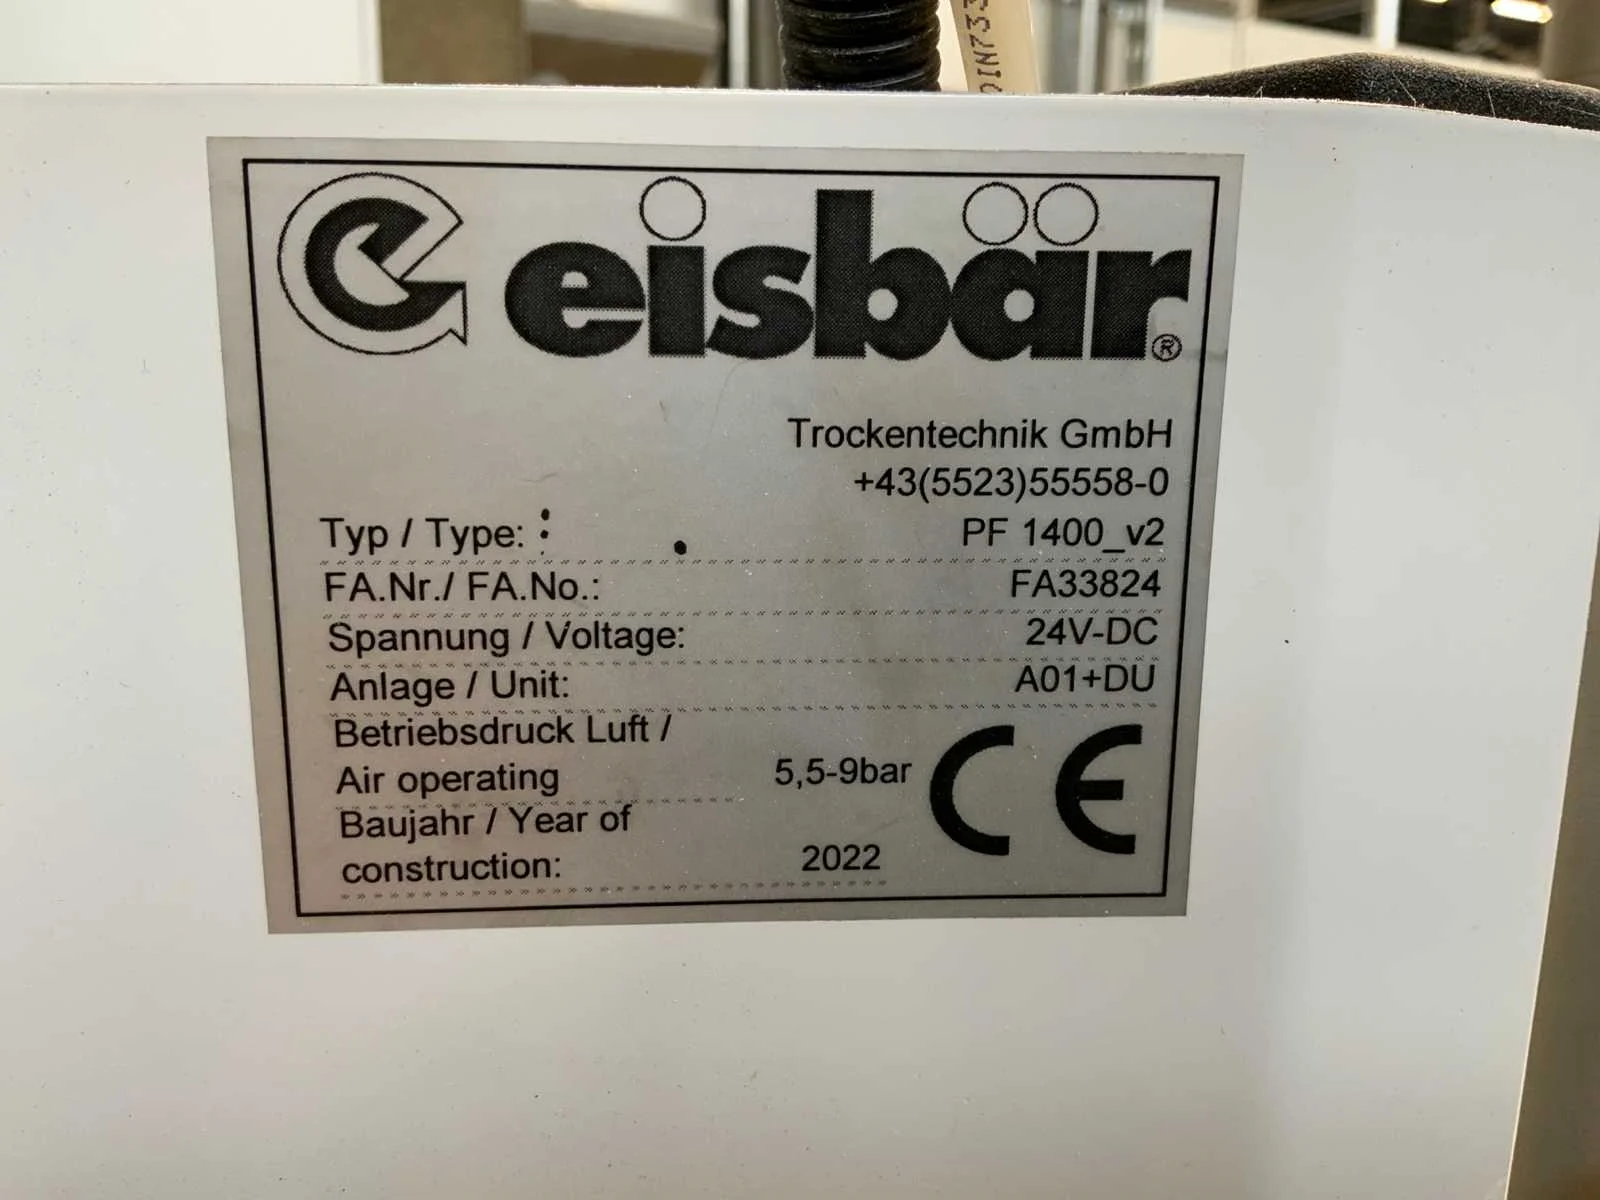 DIN733
eisbär®
Trockentechnik GmbH
+43(5523)55558-0
Typ / Type: PF 1400_v2
FA.Nr./ FA.No.: FA33824
Spannung / Voltage: 24V-DC
Anlage / Unit: A01+DU
Betriebsdruck Luft /
Air operating 5,5-9bar
CE
Baujahr / Year of
construction: 2022